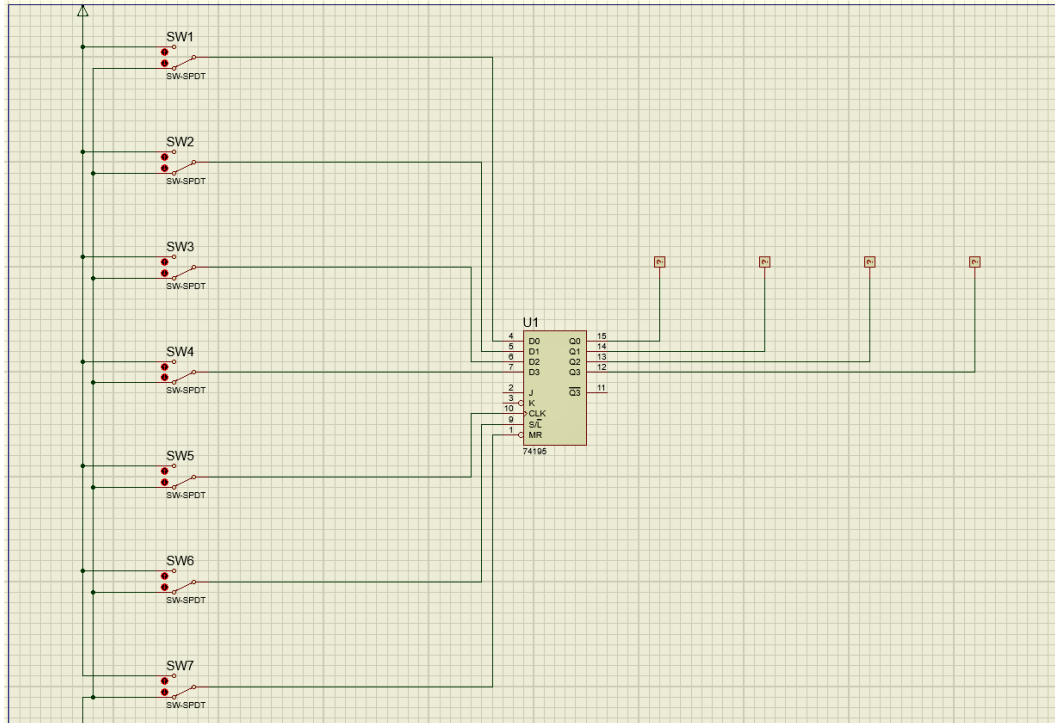 SW1
SW-SPDT
SW2
SW-SPDT
SW3
SW-SPDT
? ? ? ?
U1
4 D0 Q0 15
5 D1 Q1 14
6 D2 Q2 13
7 D3 Q3 12
SW4
SW-SPDT
2 J Q3 11
3 K
10 CLK
9 S/L
1 MR
74195
SW5
SW-SPDT
SW6
SW-SPDT
SW7
SW-SPDT